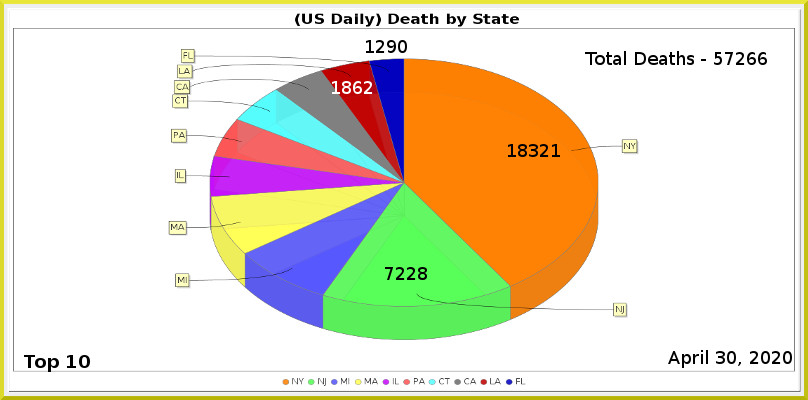 (US Daily) Death by State
1290
Total Deaths - 57266
FL
LA
CA
CT
1862
PA
18321
NY
IL
MA
MI
7228
NJ
Top 10
April 30, 2020
NY NJ MI MA IL PA CT CA LA FL